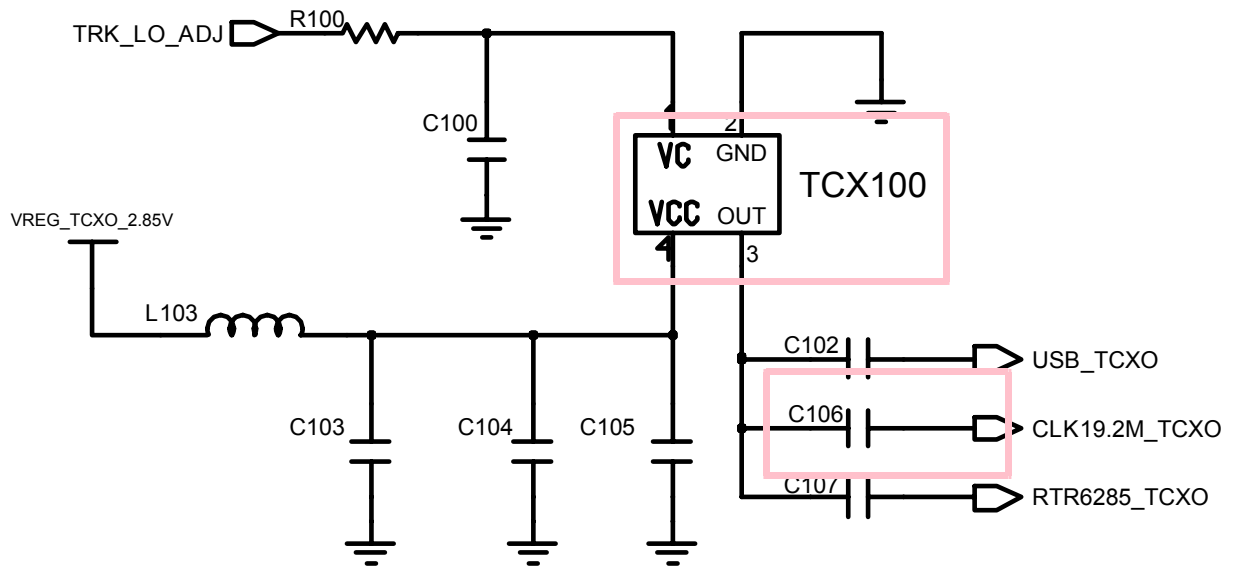 R100
TRK_LO_ADJ
C100
1
2
VC GND
TCX100
VCC OUT
VREG_TCXO_2.85V
4
3
L103
C102
USB_TCXO
C103
C104
C105
C106
CLK19.2M_TCXO
C107
RTR6285_TCXO